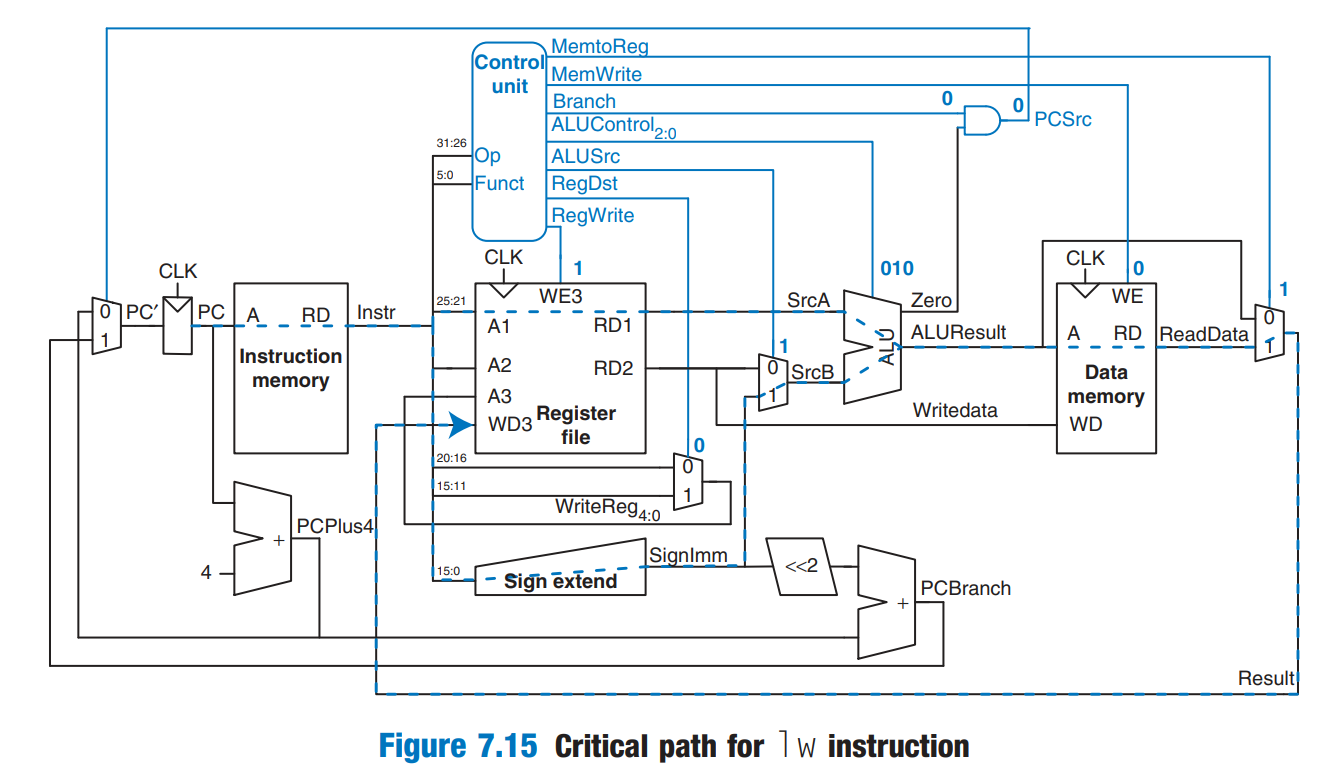 MemtoReg
Control
unit
MemWrite
Branch
0
0
PCSrc
ALUControl2:0
31:26
Op
ALUSrc
5:0
Funct
RegDst
RegWrite
CLK
CLK
CLK
1
010
0
1
25:21
WE3
SrcA
Zero
WE
0
PC′
PC
A
RD
Instr
A1
RD1
ALU
ALUResult
A
RD
ReadData
0
1
1
Instruction
memory
A2
RD2
1
0
SrcB
1
Data
memory
A3
WD3
Register
file
Writedata
WD
20:16
0
0
15:11
1
WriteReg4:0
PCPlus4
+
4
15:0
Sign extend
SignImm
<<2
PCBranch
+
Result
Figure 7.15 Critical path for lw instruction